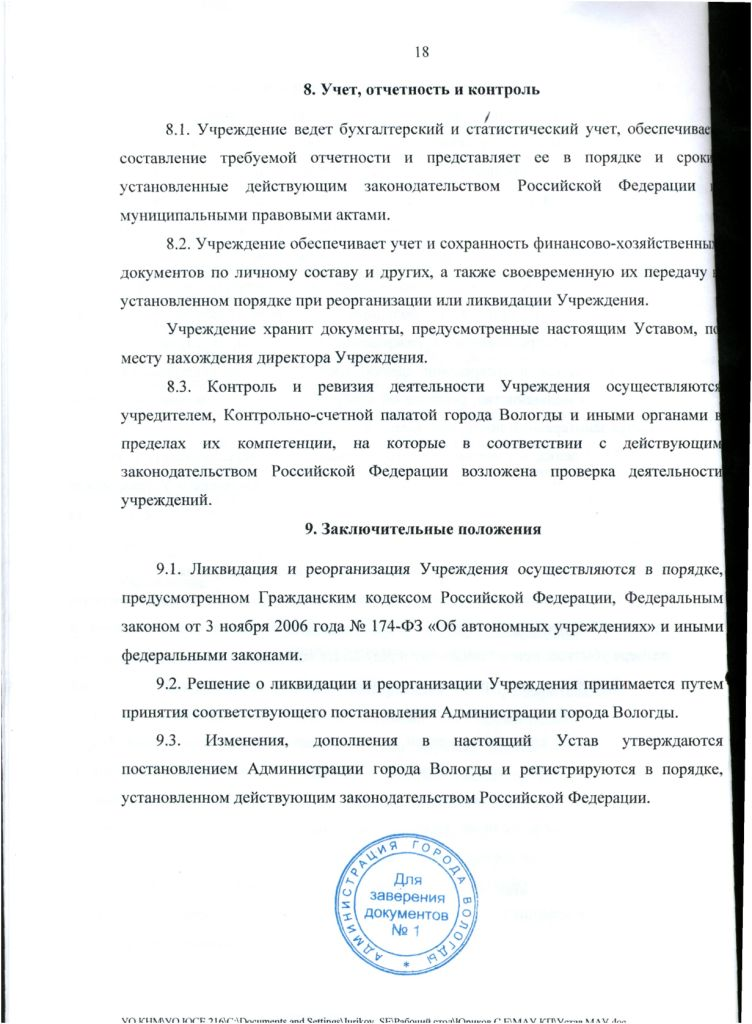 18
8. Учет, отчетность и контроль
8.1. Учреждение ведет бухгалтерский и статистический учет, обеспечивае
составление требуемой отчетности и представляет ее в порядке и сроки
установленные действующим законодательством Российской Федерации
муниципальными правовыми актами.
8.2. Учреждение обеспечивает учет и сохранность финансово-хозяйственны
документов по личному составу и других, а также своевременную их передачу
установленном порядке при реорганизации или ликвидации Учреждения.
Учреждение хранит документы, предусмотренные настоящим Уставом, по
месту нахождения директора Учреждения.
8.3. Контроль и ревизия деятельности Учреждения осуществляются
учредителем, Контрольно-счетной палатой города Вологды и иными органами в
пределах их компетенции, на которые в соответствии с действующим
законодательством Российской Федерации возложена проверка деятельности
учреждений.
9. Заключительные положения
9.1. Ликвидация и реорганизация Учреждения осуществляются в порядке,
предусмотренном Гражданским кодексом Российской Федерации, Федеральным
законом от 3 ноября 2006 года № 174-ФЗ «Об автономных учреждениях» и иными
федеральными законами.
9.2. Решение о ликвидации и реорганизации Учреждения принимается путем
принятия соответствующего постановления Администрации города Вологды.
9.3. Изменения, дополнения в настоящий Устав утверждаются
постановлением Администрации города Вологды и регистрируются в порядке,
установленном действующим законодательством Российской Федерации.
АДМИНИСТРАЦИЯ ГОРОДА ВОЛОГДЫ *
Для
заверения
документов
№ 1